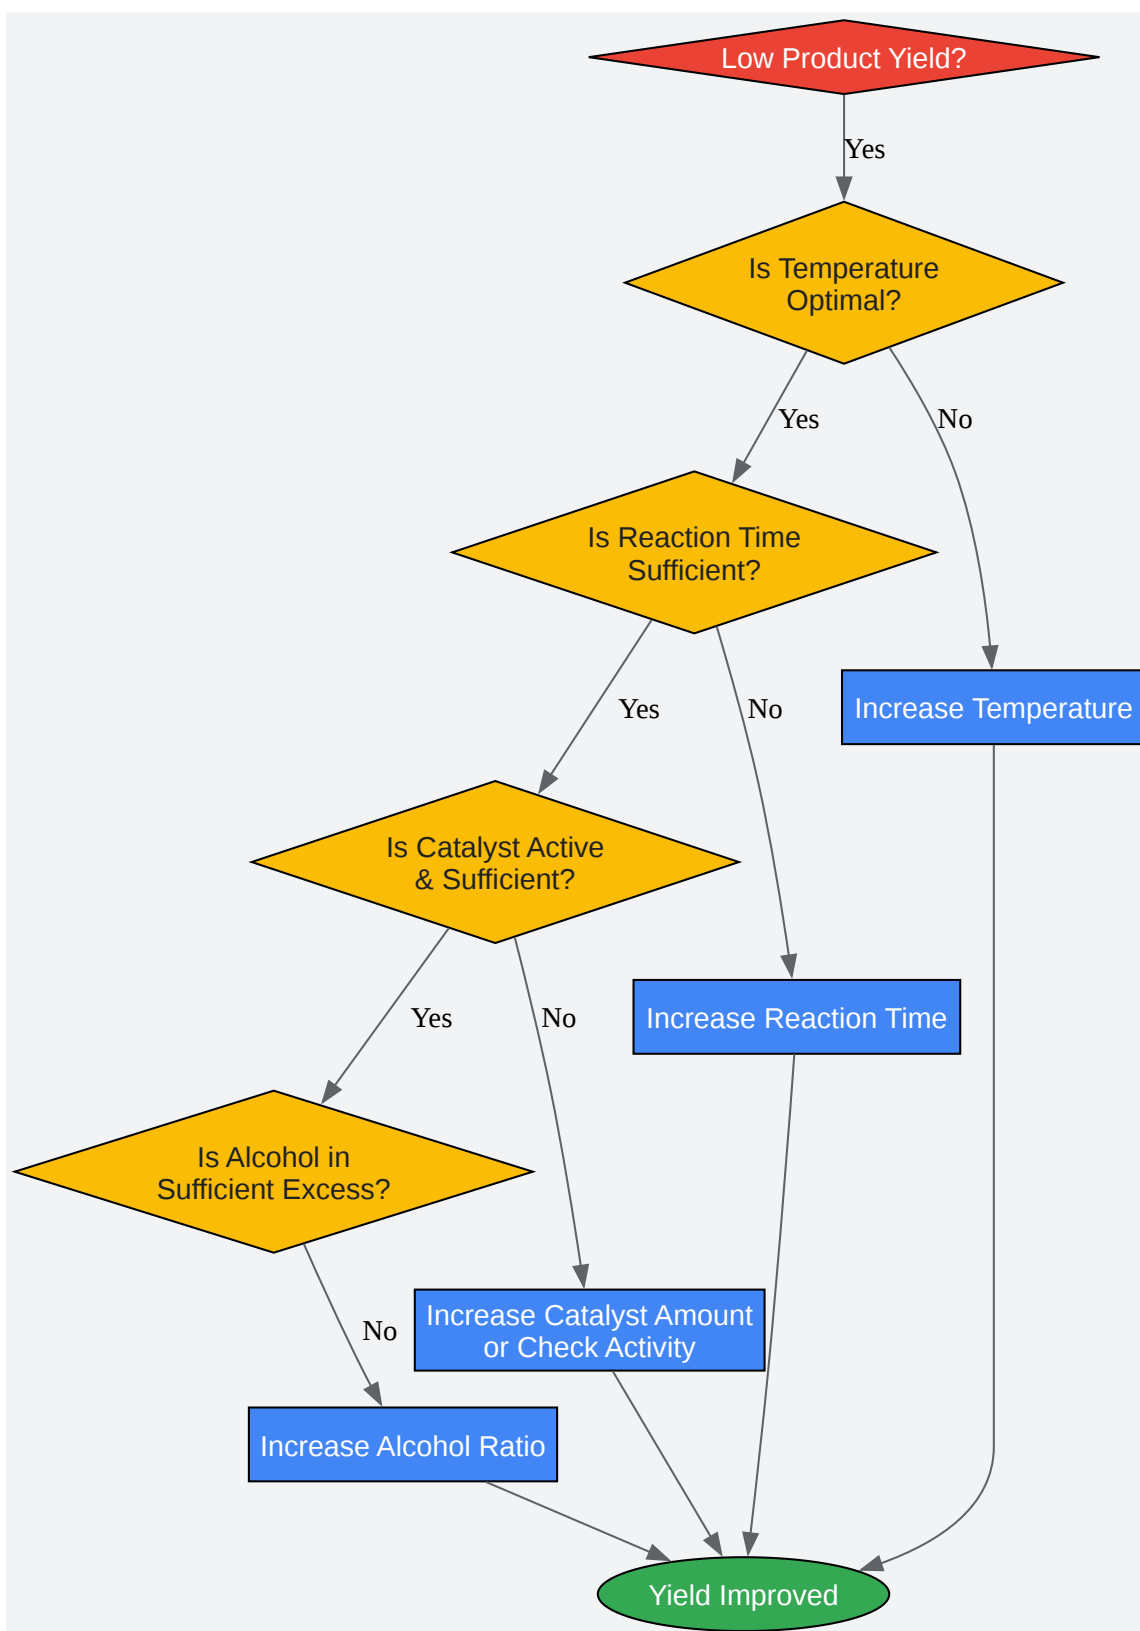 Low Product Yield?
Yes
Is Temperature
Optimal?
Yes
No
Is Reaction Time
Sufficient?
Yes
No
Increase Temperature
Is Catalyst Active
& Sufficient?
Yes
No
Increase Reaction Time
Is Alcohol in
Sufficient Excess?
No
Increase Catalyst Amount
or Check Activity
Increase Alcohol Ratio
Yield Improved